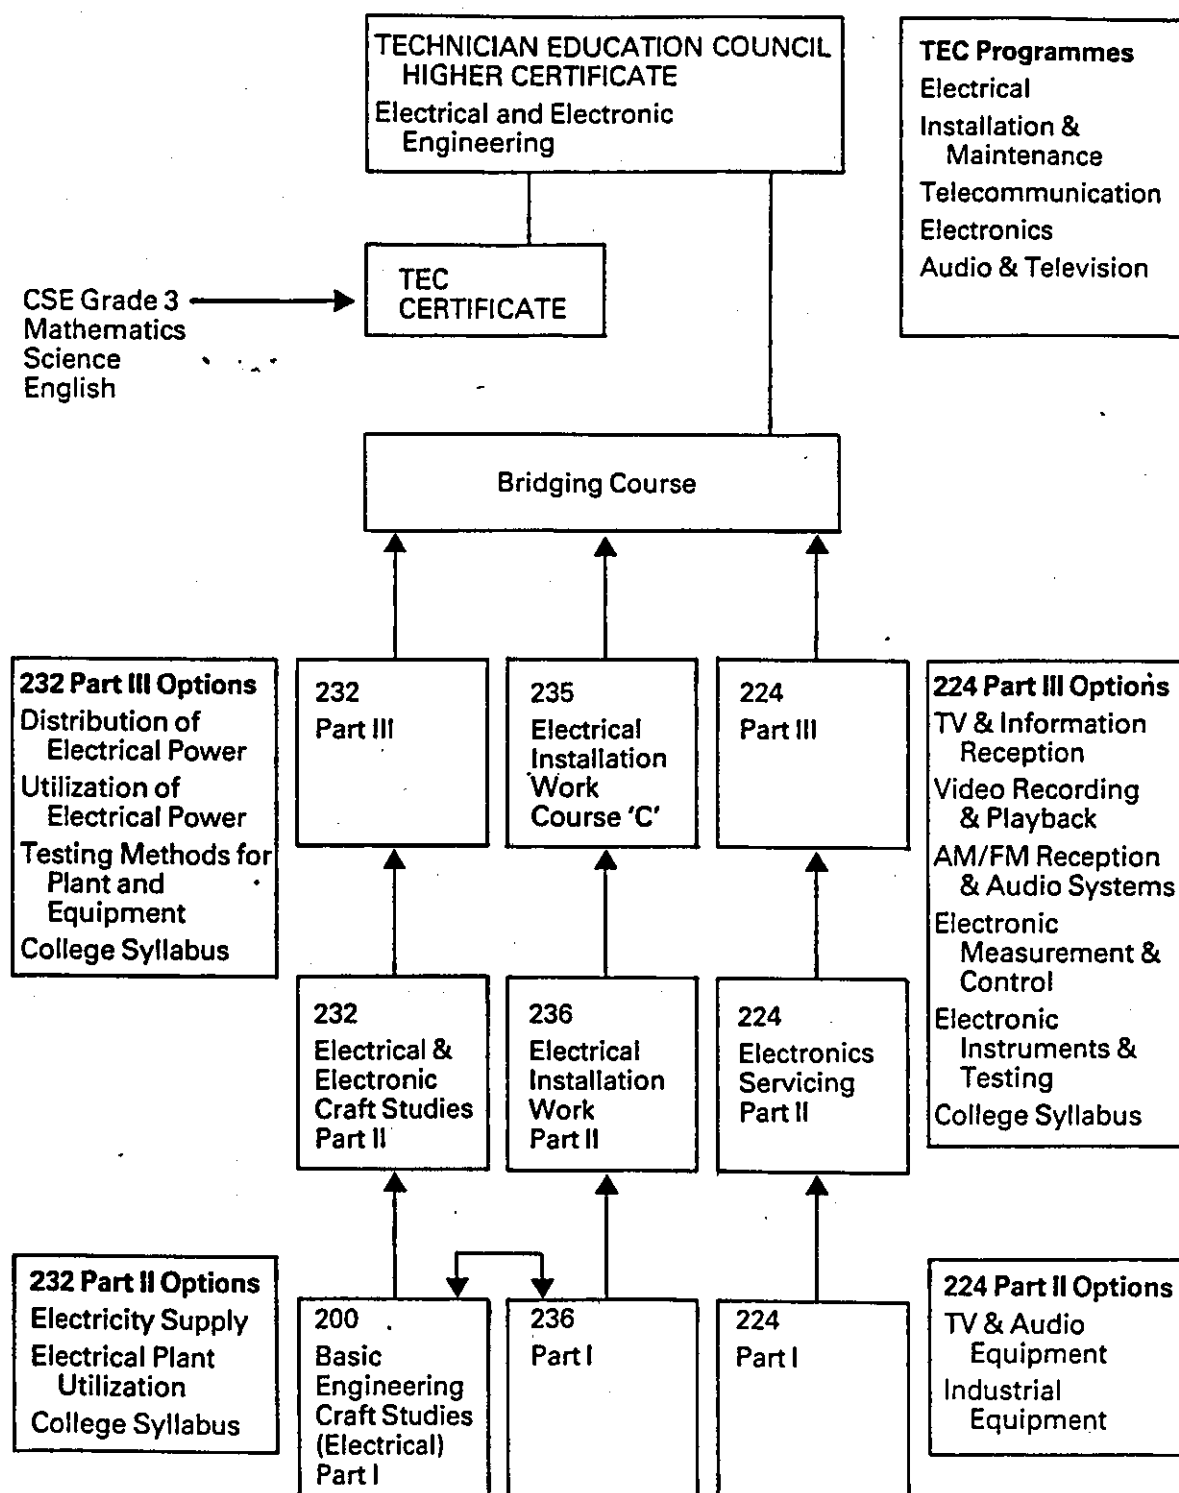 TECHNICIAN EDUCATION COUNCIL
HIGHER CERTIFICATE
Electrical and Electronic
Engineering
TEC Programmes
Electrical
Installation &
Maintenance
Telecommunication
Electronics
Audio & Television
TEC
CERTIFICATE
CSE Grade 3
Mathematics
Science
English
Bridging Course
232 Part III Options
Distribution of
Electrical Power
Utilization of
Electrical Power
Testing Methods for
Plant and
Equipment
College Syllabus
232
Part III
235
Electrical
Installation
Work
Course 'C'
224
Part III
224 Part III Options
TV & Information
Reception
Video Recording
& Playback
AM/FM Reception
& Audio Systems
Electronic
Measurement &
Control
Electronic
Instruments &
Testing
College Syllabus
232
Electrical &
Electronic
Craft Studies
Part II
236
Electrical
Installation
Work
Part II
224
Electronics
Servicing
Part II
232 Part II Options
Electricity Supply
Electrical Plant
Utilization
College Syllabus
200
Basic
Engineering
Craft Studies
(Electrical)
Part I
236
Part I
224
Part I
224 Part II Options
TV & Audio
Equipment
Industrial
Equipment